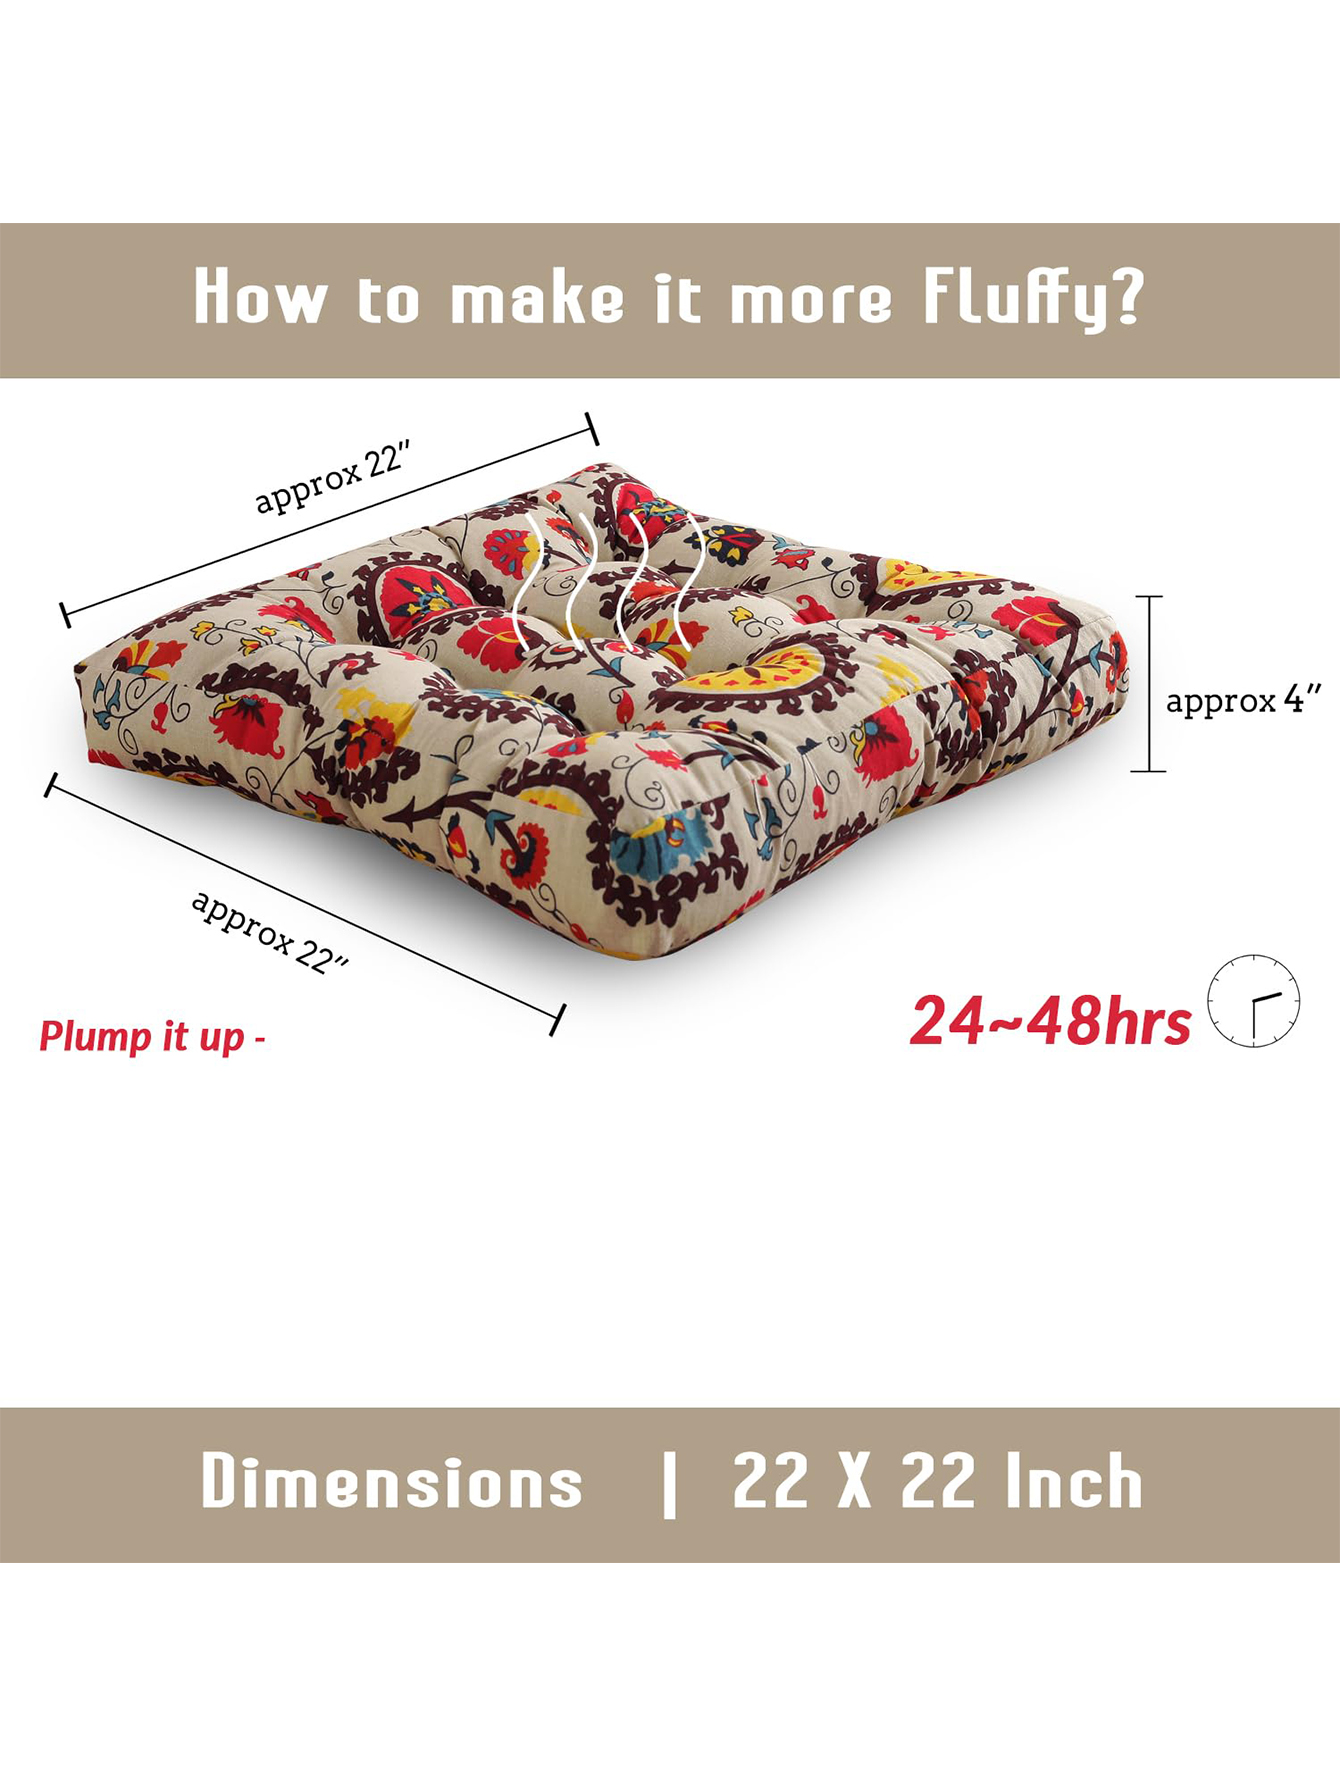 How to make it more Fluffy?
approx 22"
approx 4"
approx 22"
Plump it up -
24~48hrs
Dimensions | 22 X 22 Inch